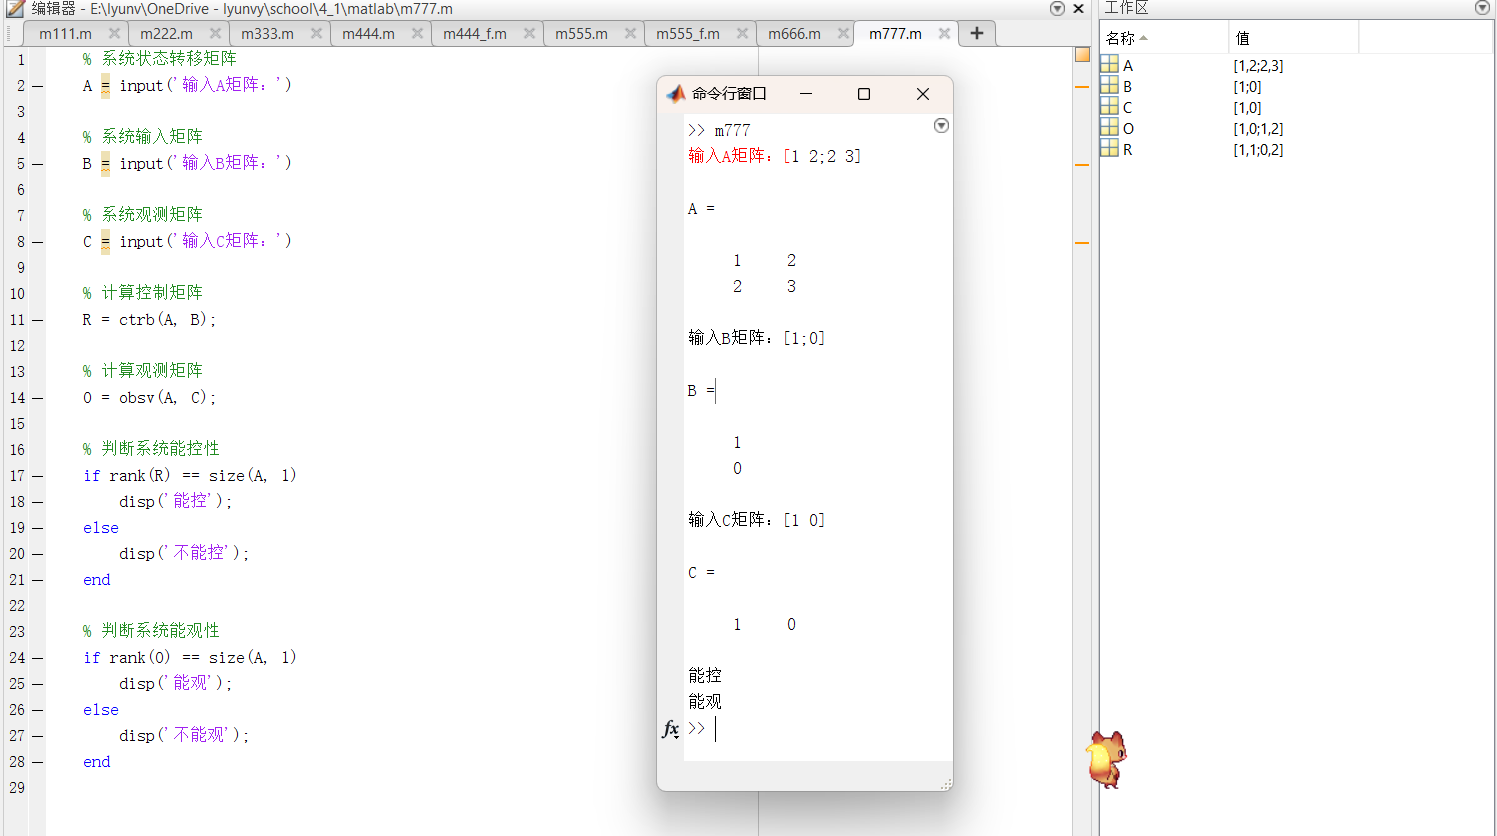 编辑器 - E:\lyunv\OneDrive - lyunvy\school\4_1\matlab\m777.m
m111.m m222.m m333.m m444.m m444_f.m m555.m m555_f.m m666.m m777.m
1 % 系统状态转移矩阵
2 — A = input('输入A矩阵：')
3
4 % 系统输入矩阵
5 — B = input('输入B矩阵：')
6
7 % 系统观测矩阵
8 — C = input('输入C矩阵：')
9
10 % 计算控制矩阵
11 — R = ctrb(A, B);
12
13 % 计算观测矩阵
14 — O = obsv(A, C);
15
16 % 判断系统能控性
17 — if rank(R) == size(A, 1)
18 — disp('能控');
19 — else
20 — disp('不能控');
21 — end
22
23 % 判断系统能观性
24 — if rank(O) == size(A, 1)
25 — disp('能观');
26 — else
27 — disp('不能观');
28 — end
29
命令行窗口
>> m777
输入A矩阵：[1 2;2 3]
A =
1 2
2 3
输入B矩阵：[1;0]
B =
1
0
输入C矩阵：[1 0]
C =
1 0
能控
能观
fx >>
工作区
名称 值
A [1,2;2,3]
B [1;0]
C [1,0]
O [1,0;1,2]
R [1,1;0,2]